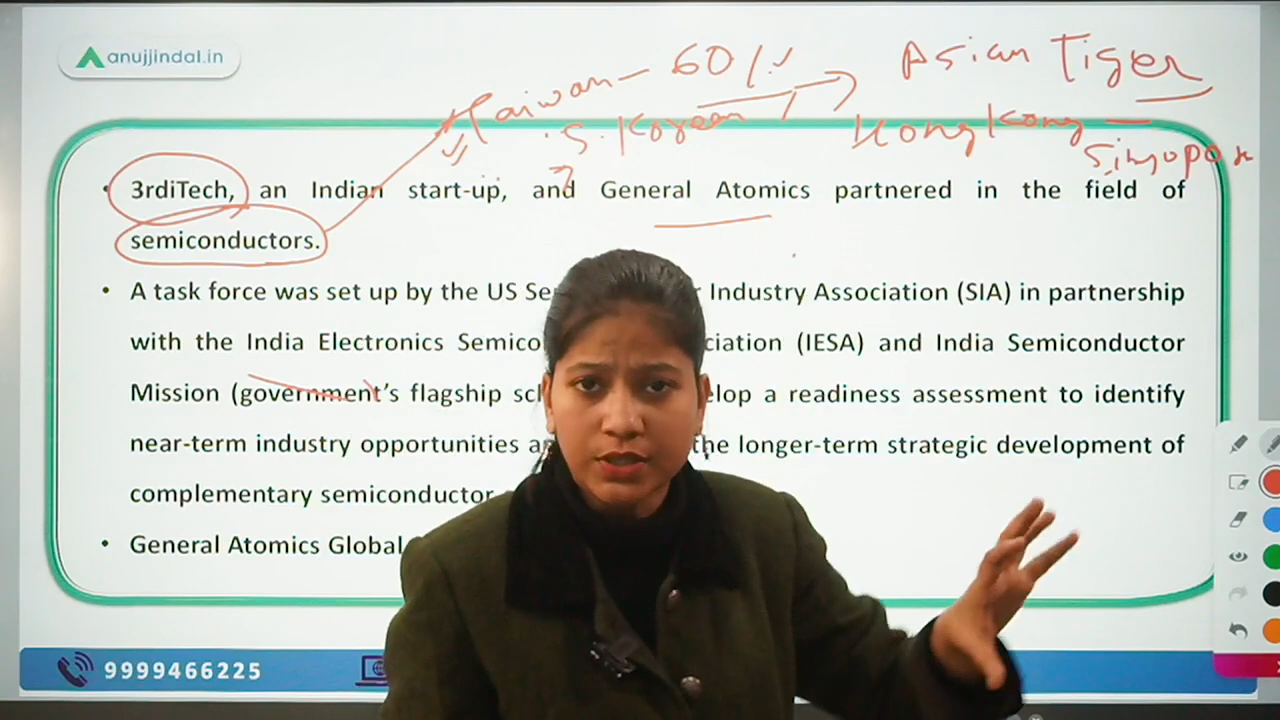 anujjindal.in
Taiwan - 60%
Asian Tiger
S. Korea
Hong Kong -
3rdiTech, an Indian start-up, and General Atomics partnered in the field of
semiconductors.
• A task force was set up by the US Se Industry Association (SIA) in partnership
with the India Electronics Semico ciation (IESA) and India Semiconductor
Mission (government's flagship sc elop a readiness assessment to identify
near-term industry opportunities a the longer-term strategic development of
complementary semiconductor
• General Atomics Global
9999466225